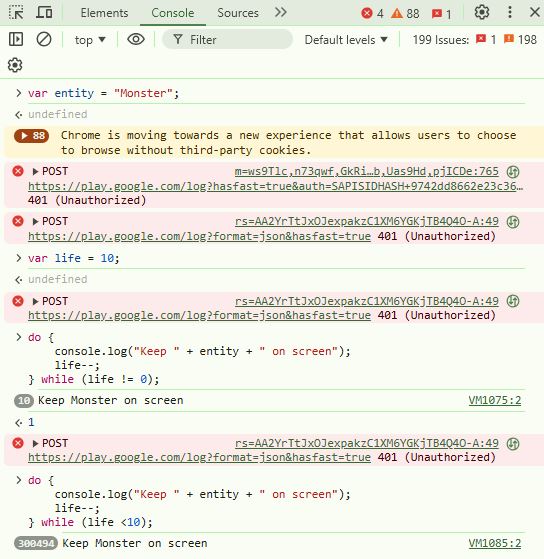 Elements Console Sources 4 88 1
top Filter Default levels 199 Issues: 1 198
var entity = "Monster";
undefined
88 Chrome is moving towards a new experience that allows users to choose
to browse without third-party cookies.
POST m=ws9Tlc,n73qwf,GkRi…b,Uas9Hd,pjICDe:765
https://play.google.com/log?hasfast=true&auth=SAPISIDHASH+9742dd8662e23c36…
401 (Unauthorized)
POST rs=AA2YrTtJxOJexpakzC1XM6YGKjTB4Q4O-A:49
https://play.google.com/log?format=json&hasfast=true 401 (Unauthorized)
var life = 10;
undefined
POST rs=AA2YrTtJxOJexpakzC1XM6YGKjTB4Q4O-A:49
https://play.google.com/log?format=json&hasfast=true 401 (Unauthorized)
do {
console.log("Keep " + entity + " on screen");
life--;
} while (life != 0);
10 Keep Monster on screen VM1075:2
1
POST rs=AA2YrTtJxOJexpakzC1XM6YGKjTB4Q4O-A:49
https://play.google.com/log?format=json&hasfast=true 401 (Unauthorized)
do {
console.log("Keep " + entity + " on screen");
life--;
} while (life <10);
300494 Keep Monster on screen VM1085:2